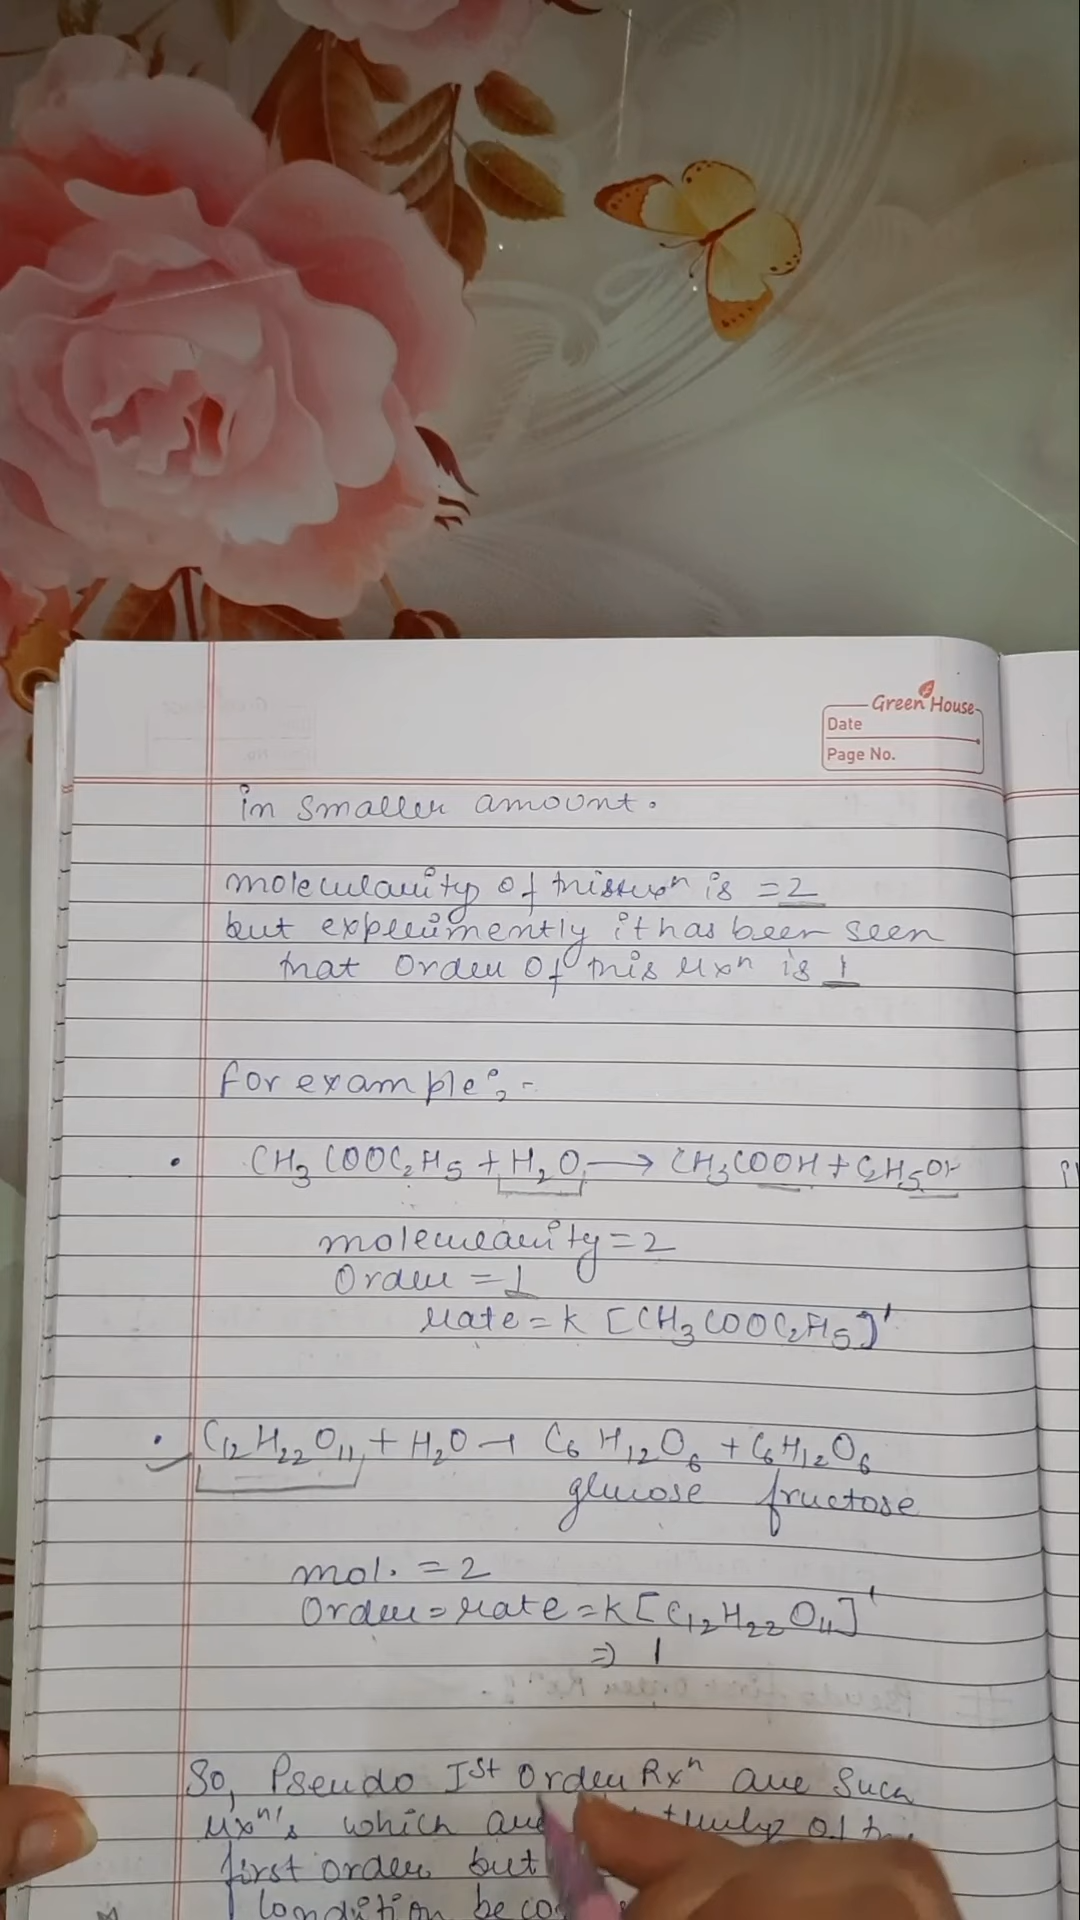 Green House
Date
Page No.
in smaller amount.
molecularity of this rxn is = 2
but experimently it has been seen
that Order of this rxn is 1
for example:-
• CH3COOC2H5 + H2O → CH3COOH + C2H5OH
molecularity = 2
Order = 1
rate = k [CH3COOC2H5]1
• C12H22O11 + H2O → C6H12O6 + C6H12O6
glucose fructose
mol. = 2
Order = rate = k [C12H22O11]1
⇒ 1
So, Pseudo Ist Order Rxn are such
rxn's which are truly of the
first order but
condition